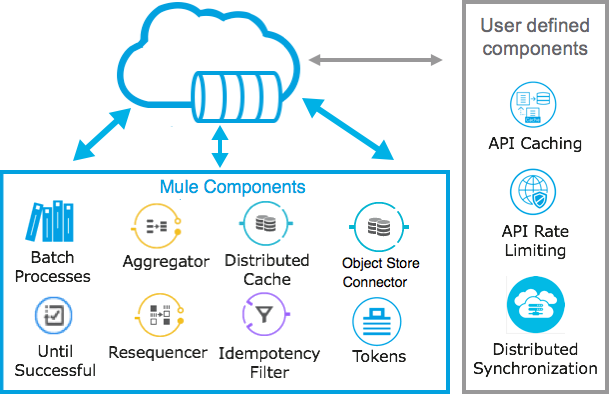 User defined
components
API Caching
API Rate
Limiting
Distributed
Synchronization
Mule Components
Batch
Processes
Aggregator
Distributed
Cache
Object Store
Connector
Until
Successful
Resequencer
Idempotency
Filter
Tokens